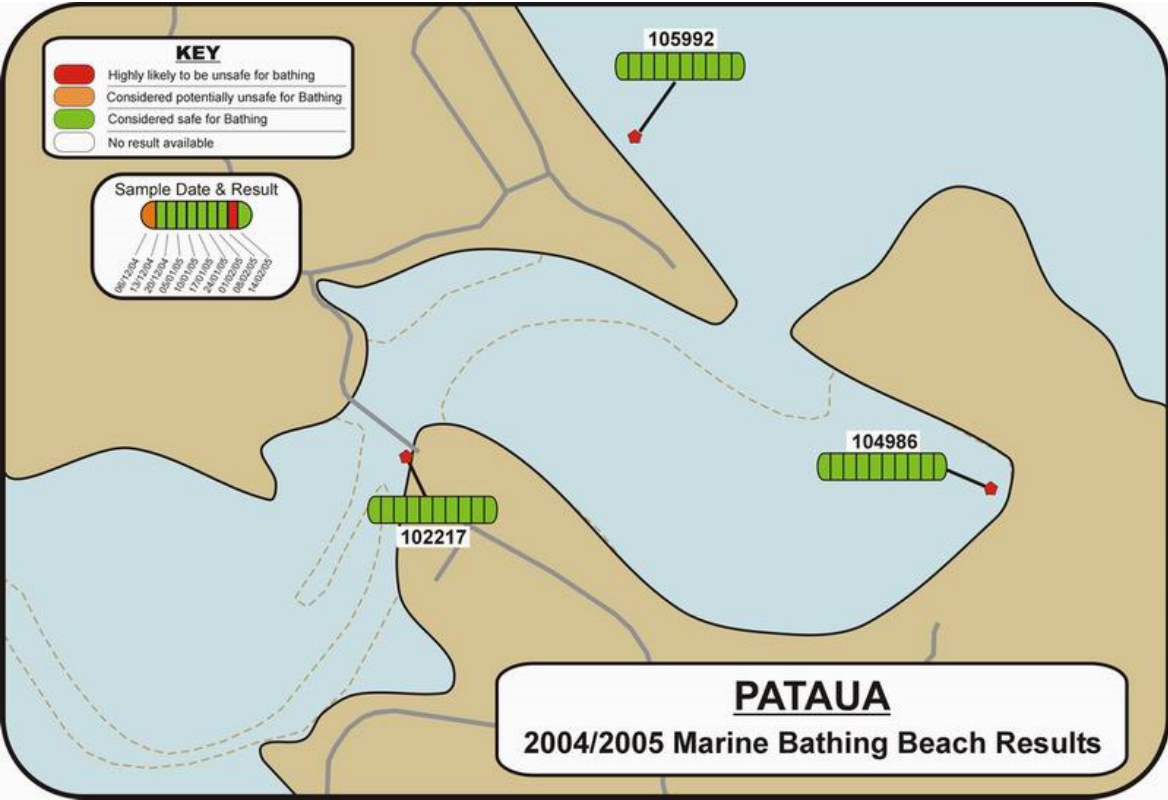 KEY
Highly likely to be unsafe for bathing
Considered potentially unsafe for Bathing
Considered safe for Bathing
No result available
Sample Date & Result
06/12/04
13/12/04
20/12/04
05/01/05
10/01/05
17/01/05
24/01/05
01/02/05
08/02/05
14/02/05
105992
104986
102217
PATAUA
2004/2005 Marine Bathing Beach Results